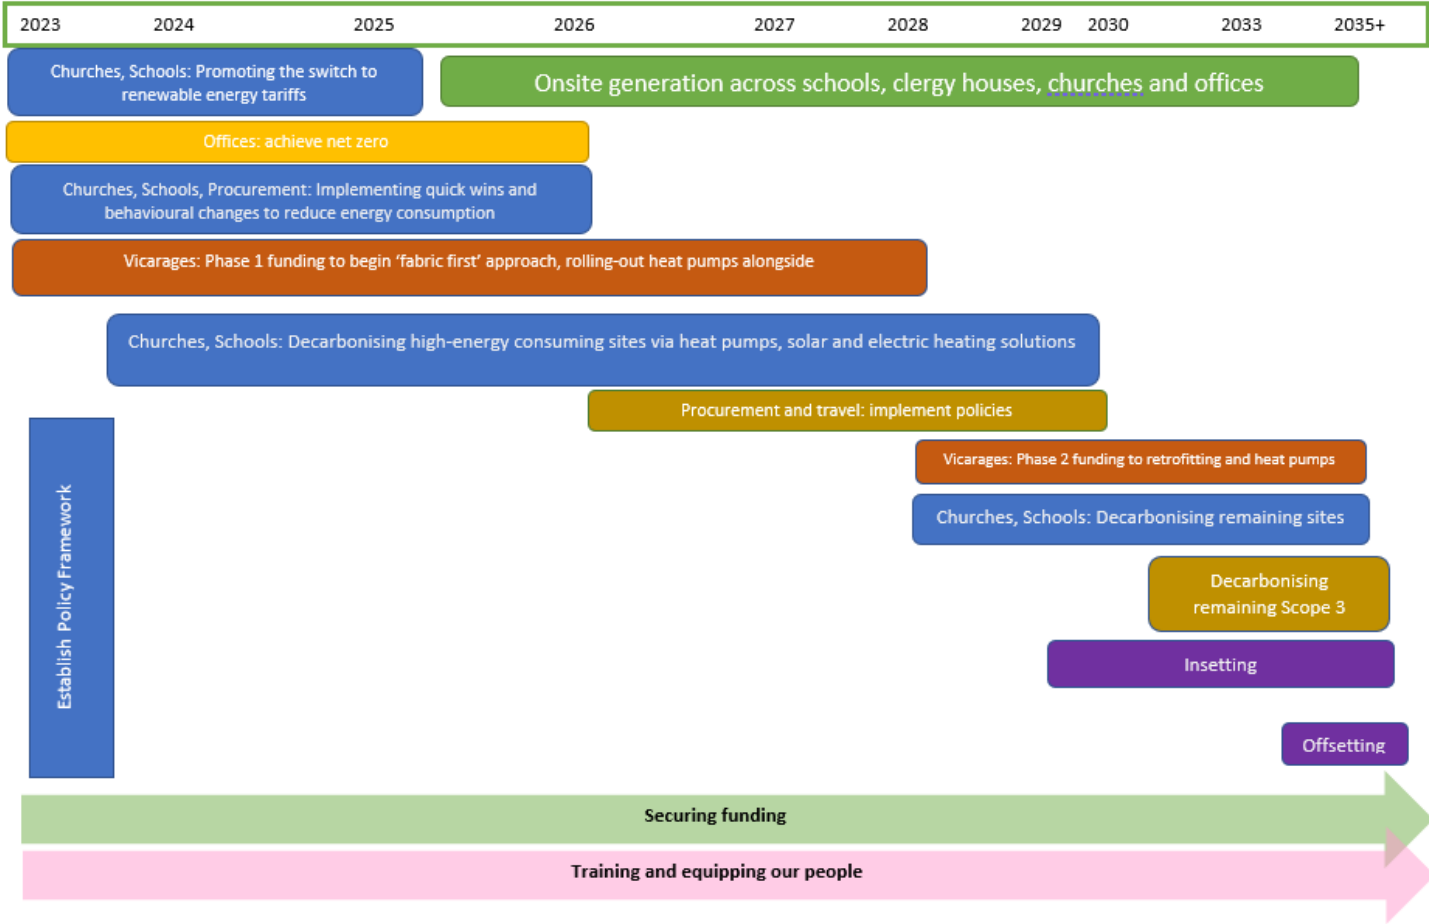 2023 2024 2025 2026 2027 2028 2029 2030 2033 2035+
Churches, Schools: Promoting the switch to
renewable energy tariffs
Onsite generation across schools, clergy houses, churches and offices
Offices: achieve net zero
Churches, Schools, Procurement: Implementing quick wins and
behavioural changes to reduce energy consumption
Vicarages: Phase 1 funding to begin ‘fabric first’ approach, rolling-out heat pumps alongside
Churches, Schools: Decarbonising high-energy consuming sites via heat pumps, solar and electric heating solutions
Procurement and travel: implement policies
Vicarages: Phase 2 funding to retrofitting and heat pumps
Churches, Schools: Decarbonising remaining sites
Establish Policy Framework
Decarbonising
remaining Scope 3
Insetting
Offsetting
Securing funding
Training and equipping our people